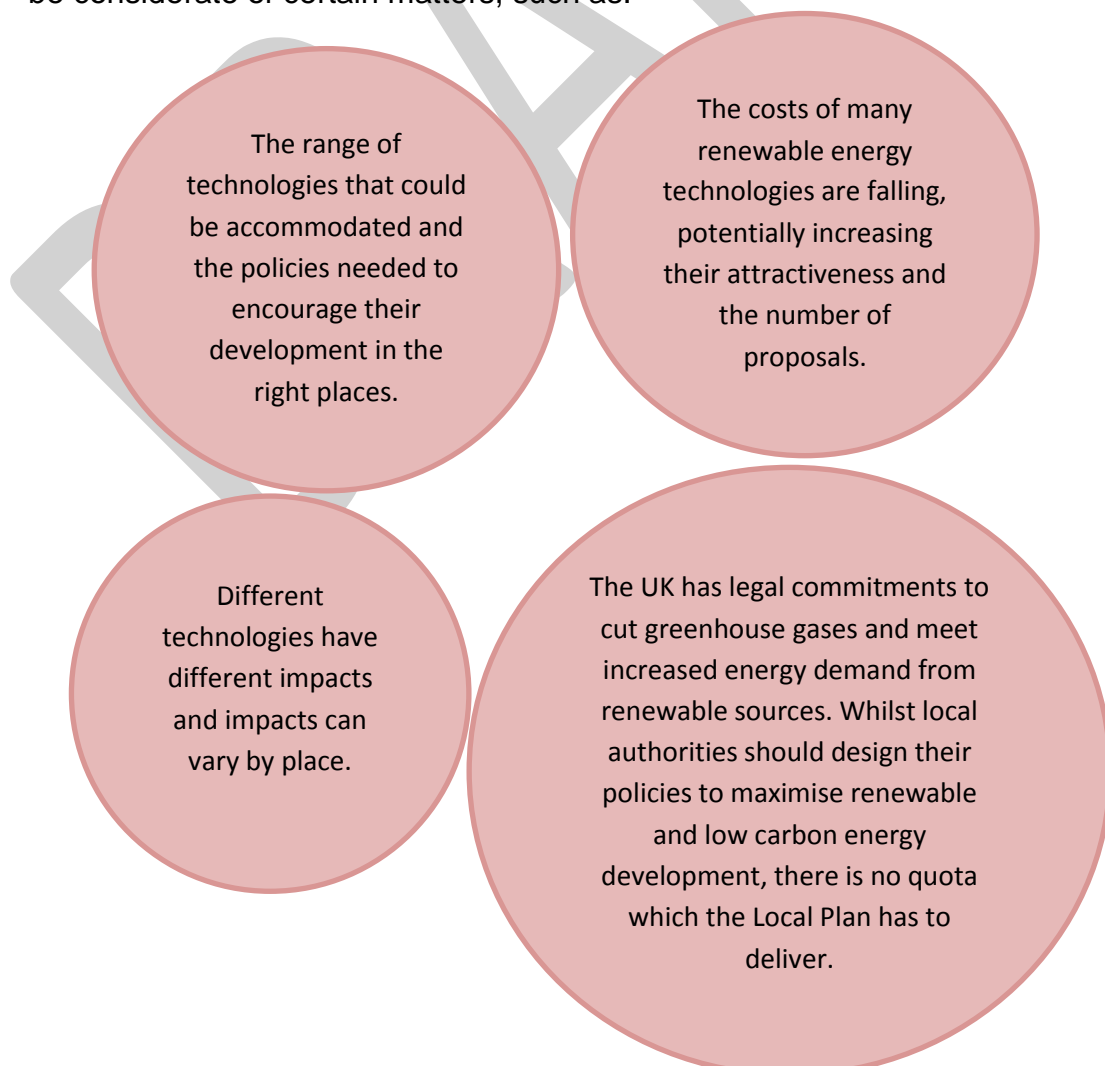 be considerate of certain matters, such as:
The range of
technologies that could
be accommodated and
the policies needed to
encourage their
development in the
right places.
The costs of many
renewable energy
technologies are falling,
potentially increasing
their attractiveness and
the number of
proposals.
Different
technologies have
different impacts
and impacts can
vary by place.
The UK has legal commitments to
cut greenhouse gases and meet
increased energy demand from
renewable sources. Whilst local
authorities should design their
policies to maximise renewable
and low carbon energy
development, there is no quota
which the Local Plan has to
deliver.